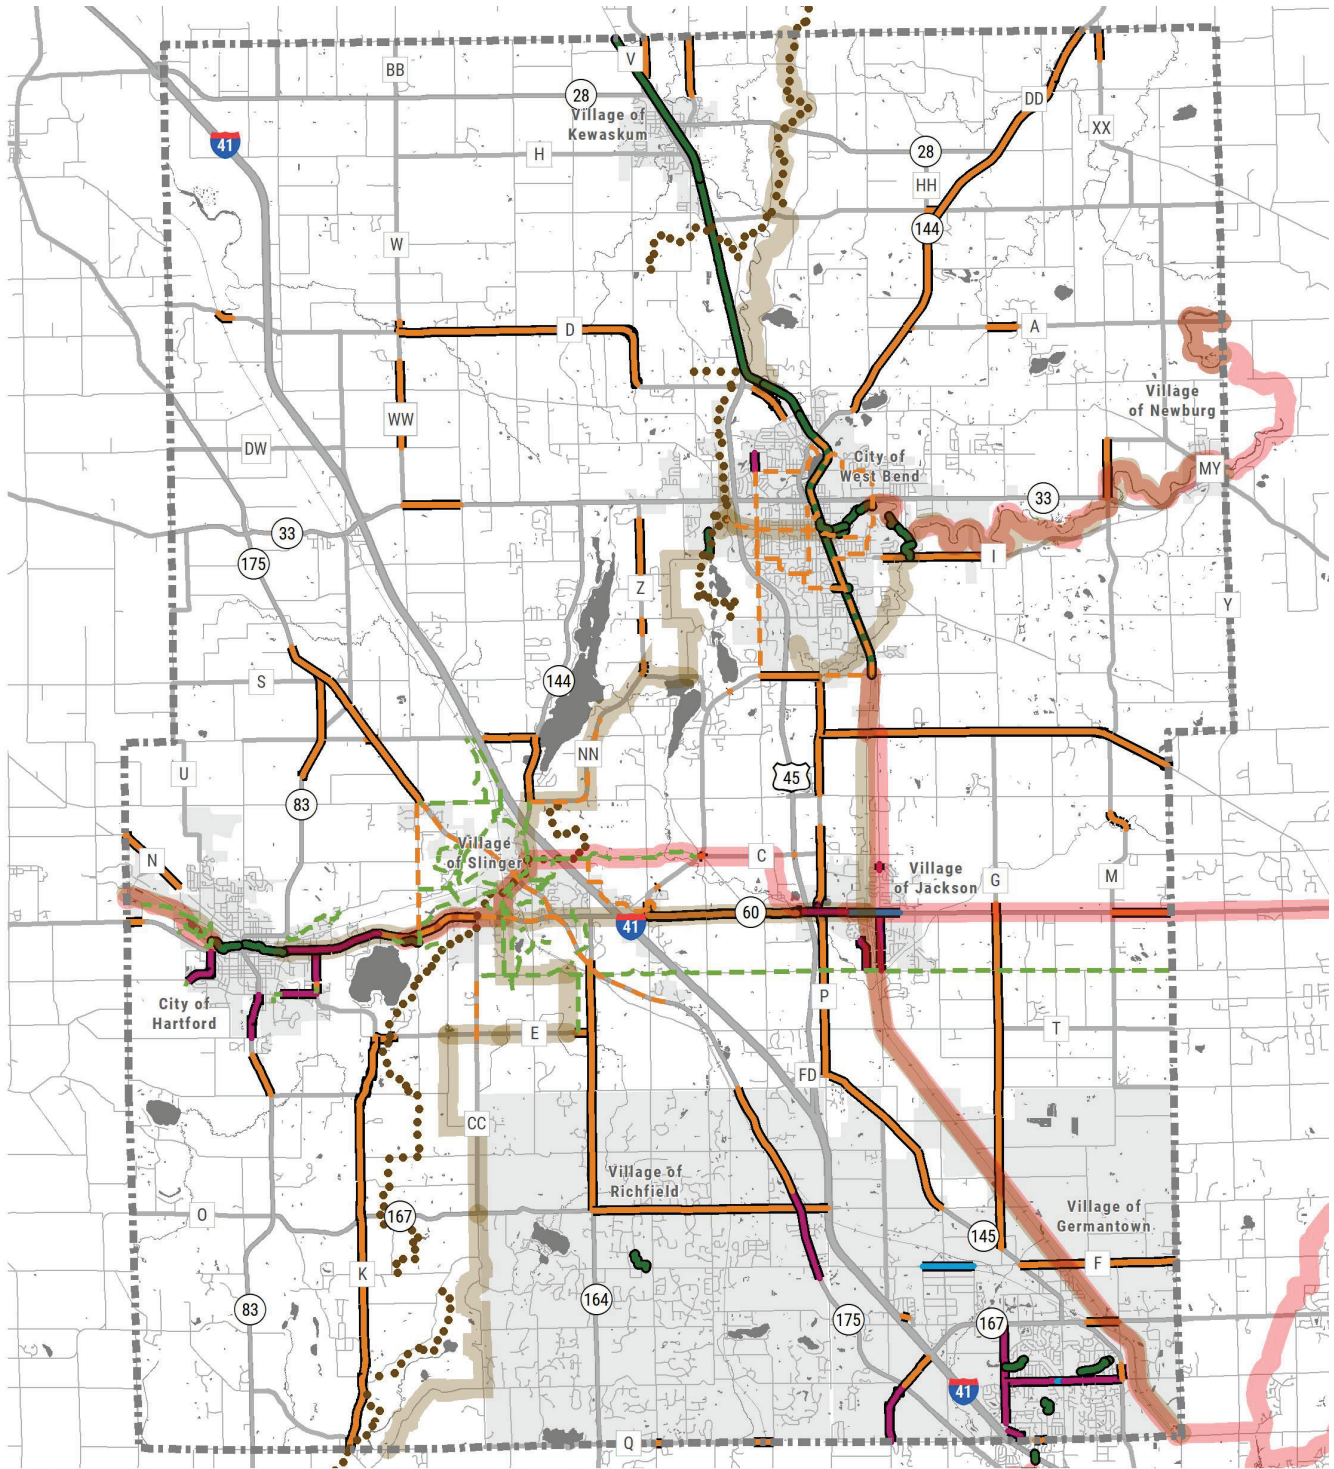 V
BB
DD
28
Village of
Kewaskum
XX
41
H
28
HH
144
W
D
A
Village
of Newburg
WW
DW
City of
West Bend
MY
33
33
175
I
Z
Y
S
144
NN
U
45
83
Village
of Slinger
C
N
Village
of Jackson
G
M
60
41
City of
Hartford
P
E
T
FD
CC
Village of
Richfield
O
167
Village of
Germantown
145
F
K
83
164
175
167
41
Q